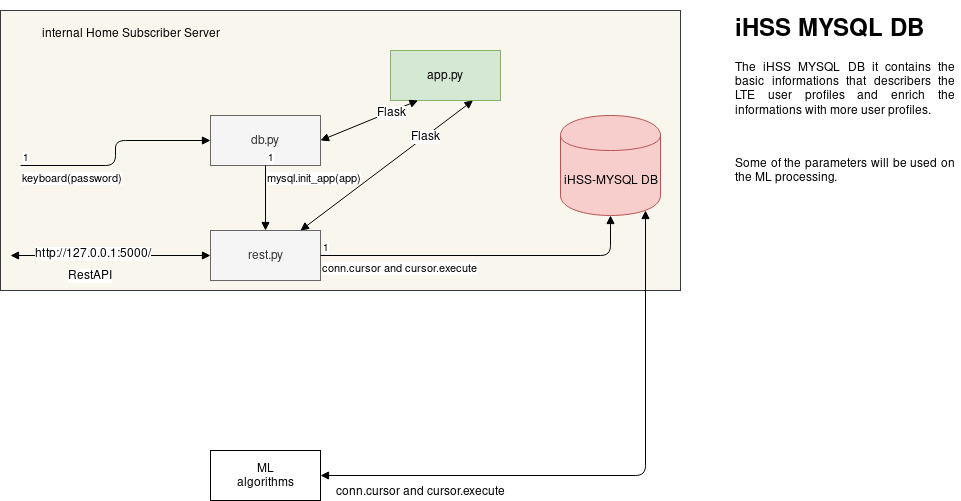 internal Home Subscriber Server
app.py
Flask
db.py
Flask
1
1
keyboard(password)
mysql.init_app(app)
iHSS-MYSQL DB
http://127.0.0.1:5000/
rest.py
1
RestAPI
conn.cursor and cursor.execute
ML
algorithms
conn.cursor and cursor.execute
iHSS MYSQL DB
The iHSS MYSQL DB it contains the
basic informations that describers the
LTE user profiles and enrich the
informations with more user profiles.
Some of the parameters will be used on
the ML processing.